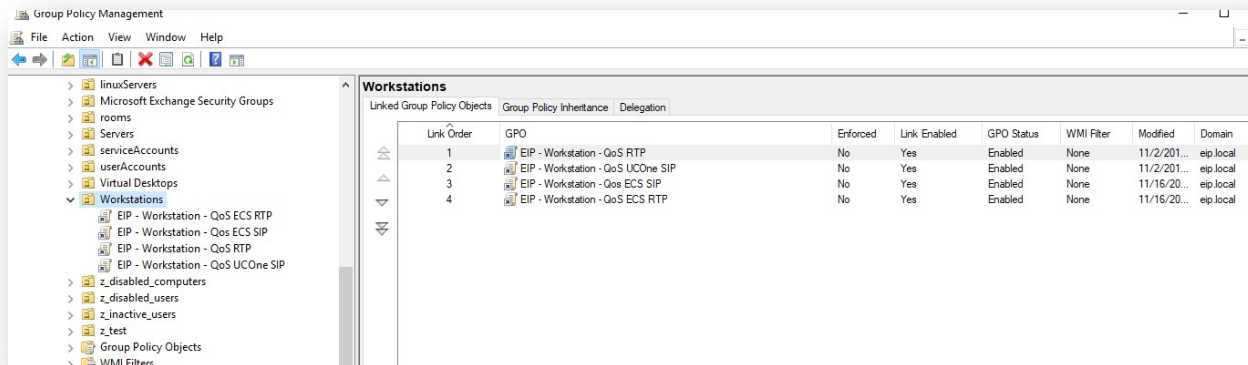 Group Policy Management
File Action View Window Help
linuxServers
Microsoft Exchange Security Groups
rooms
Servers
serviceAccounts
userAccounts
Virtual Desktops
Workstations
EIP - Workstation - QoS ECS RTP
EIP - Workstation - Qos ECS SIP
EIP - Workstation - QoS RTP
EIP - Workstation - QoS UCOne SIP
z_disabled_computers
z_disabled_users
z_inactive_users
z_test
Group Policy Objects
WMI Filters
Workstations
Linked Group Policy Objects Group Policy Inheritance Delegation
Link Order GPO Enforced Link Enabled GPO Status WMI Filter Modified Domain
1 EIP - Workstation - QoS RTP No Yes Enabled None 11/2/201... eip.local
2 EIP - Workstation - QoS UCOne SIP No Yes Enabled None 11/2/201... eip.local
3 EIP - Workstation - Qos ECS SIP No Yes Enabled None 11/16/20... eip.local
4 EIP - Workstation - QoS ECS RTP No Yes Enabled None 11/16/20... eip.local